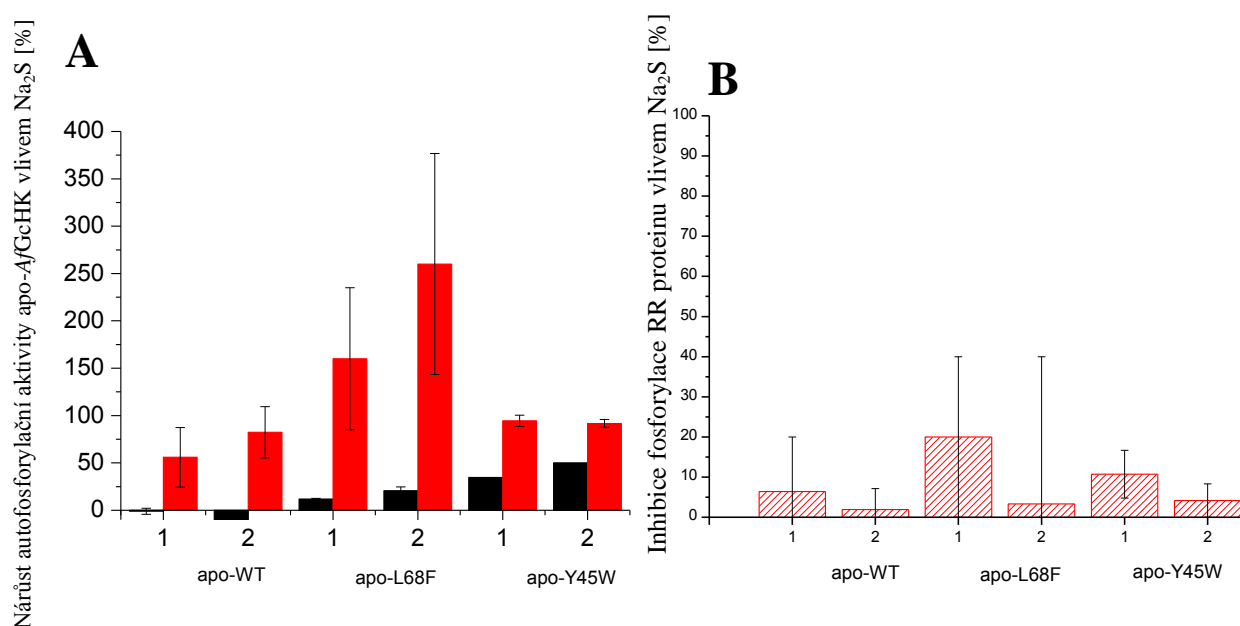 A
Nárůst autofosforylační aktivity apo-AfGcHK vlivem Na₂S [%]
400
350
300
250
200
150
100
50
0
1 2 1 2 1 2
apo-WT apo-L68F apo-Y45W
B
Inhibice fosforylace RR proteinu vlivem Na₂S [%]
100
90
80
70
60
50
40
30
20
10
0
1 2 1 2 1 2
apo-WT apo-L68F apo-Y45W